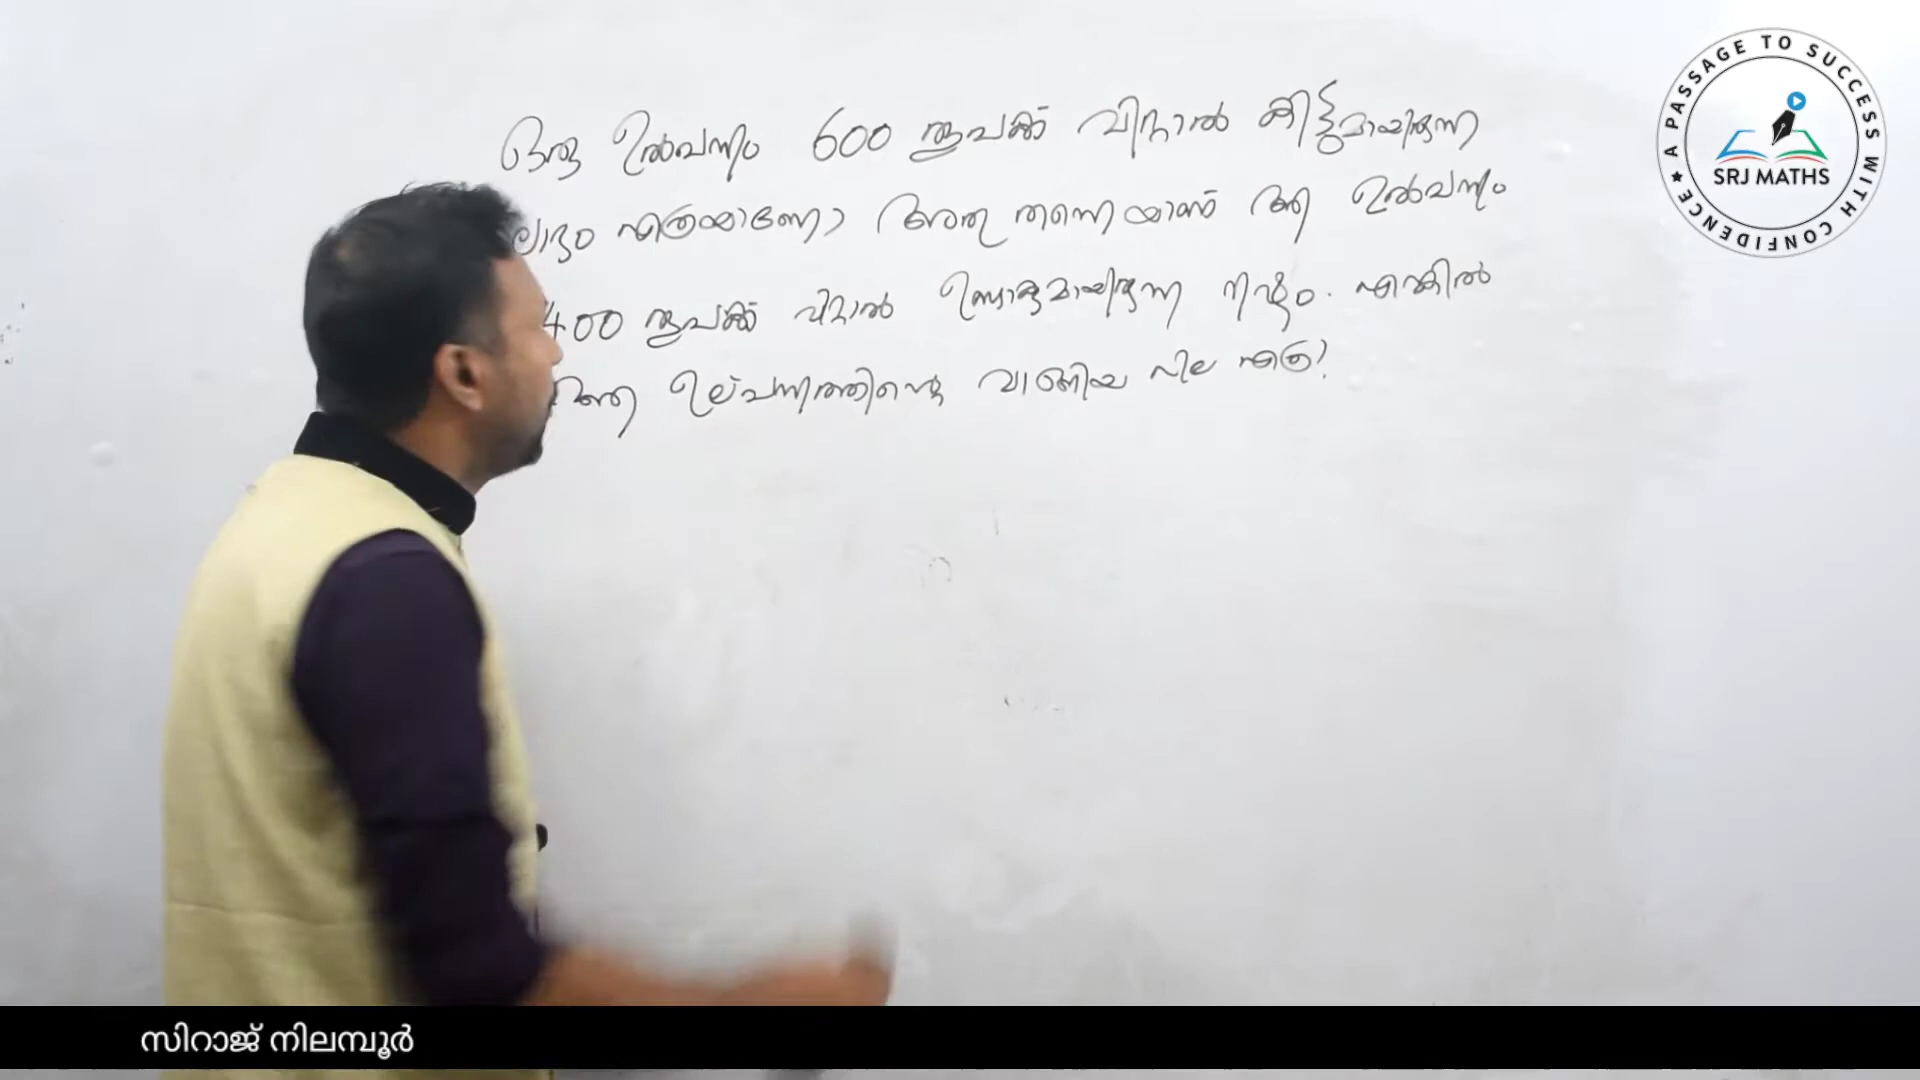 ഒരു ഉൽപന്നം 600 രൂപക്ക് വിറ്റാൽ കിട്ടുമായിരുന്ന
ലാഭം എത്രയാണോ അതു തന്നെയാണ് ആ ഉൽപന്നം
400 രൂപക്ക് വിറ്റാൽ ഉണ്ടാകുമായിരുന്ന നഷ്ടം. എങ്കിൽ
ആ ഉല്പന്നത്തിന്റെ വാങ്ങിയ വില എത്ര?
A PASSAGE TO SUCCESS WITH CONFIDENCE
SRJ MATHS
സിറാജ് നിലമ്പൂർ